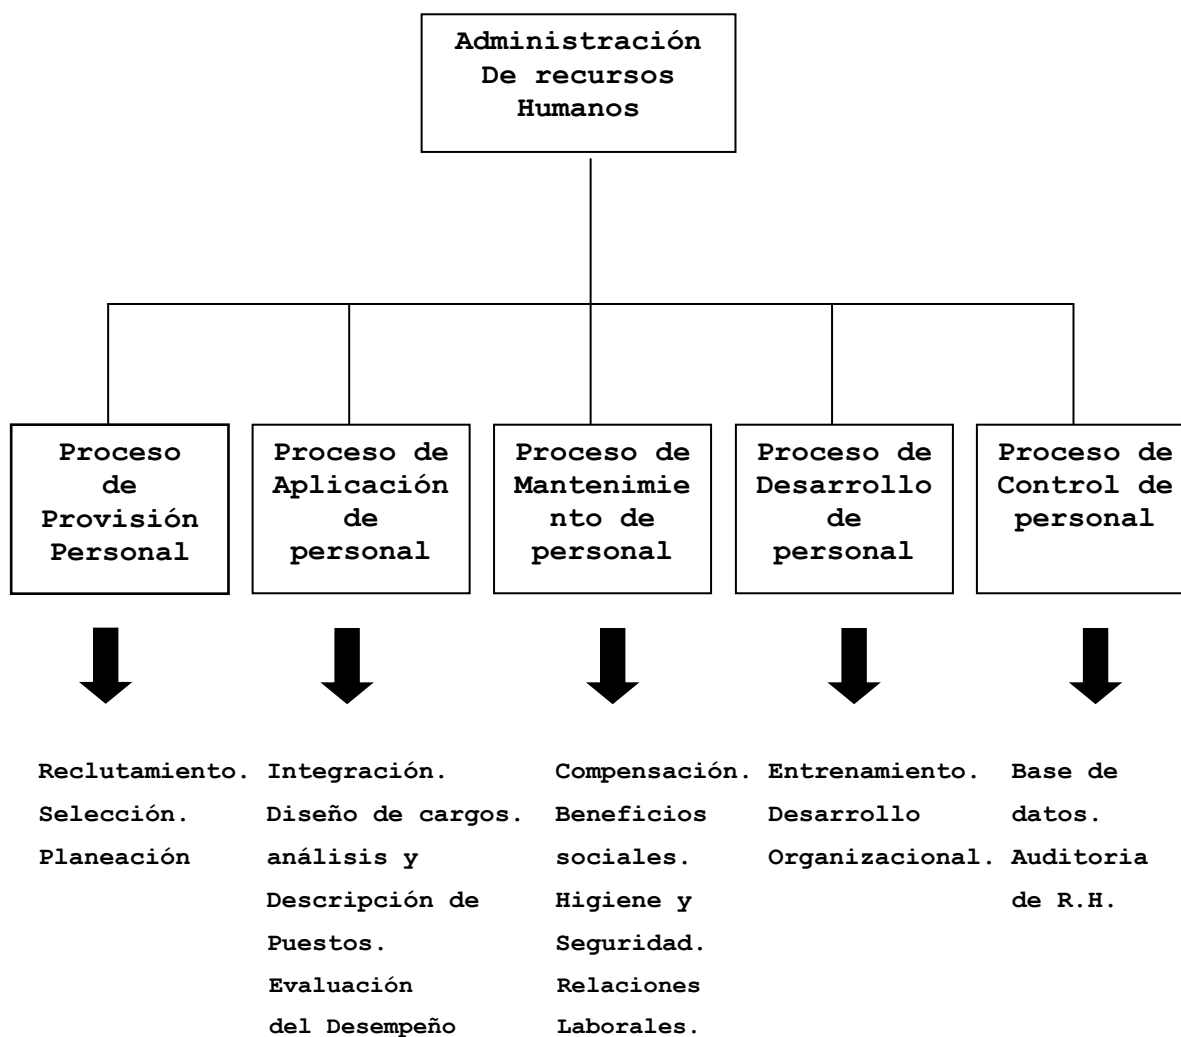 Administración
De recursos
Humanos
Proceso
de
Provisión
Personal
Proceso de
Aplicación
de
personal
Proceso de
Mantenimie
nto de
personal
Proceso de
Desarrollo
de
personal
Proceso de
Control de
personal
Reclutamiento.
Selección.
Planeación
Integración.
Diseño de cargos.
análisis y
Descripción de
Puestos.
Evaluación
del Desempeño
Compensación.
Beneficios
sociales.
Higiene y
Seguridad.
Relaciones
Laborales.
Entrenamiento.
Desarrollo
Organizacional.
Base de
datos.
Auditoria
de R.H.